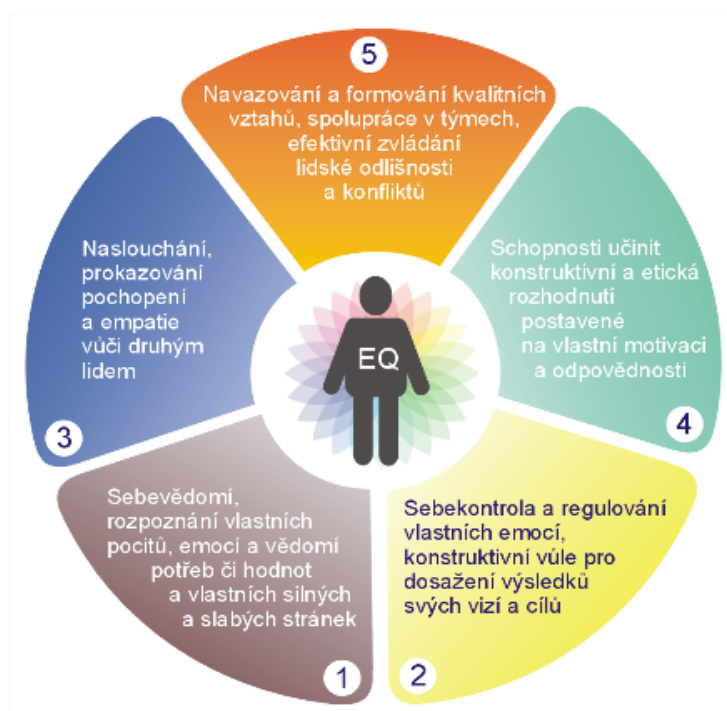 5
Navazování a formování kvalitních
vztahů, spolupráce v týmech,
efektivní zvládání
lidské odlišnosti
a konfliktů
Naslouchání,
prokazování
pochopení
a empatie
vůči druhým
lidem
3
Schopnosti učinit
konstruktivní a etická
rozhodnutí
postavené
na vlastní motivaci
a odpovědnosti
4
EQ
Sebevědomí,
rozpoznání vlastních
pocitů, emocí a vědomí
potřeb či hodnot
a vlastních silných
a slabých stránek
1
Sebekontrola a regulování
vlastních emocí,
konstruktivní vůle pro
dosažení výsledků
svých vizí a cílů
2